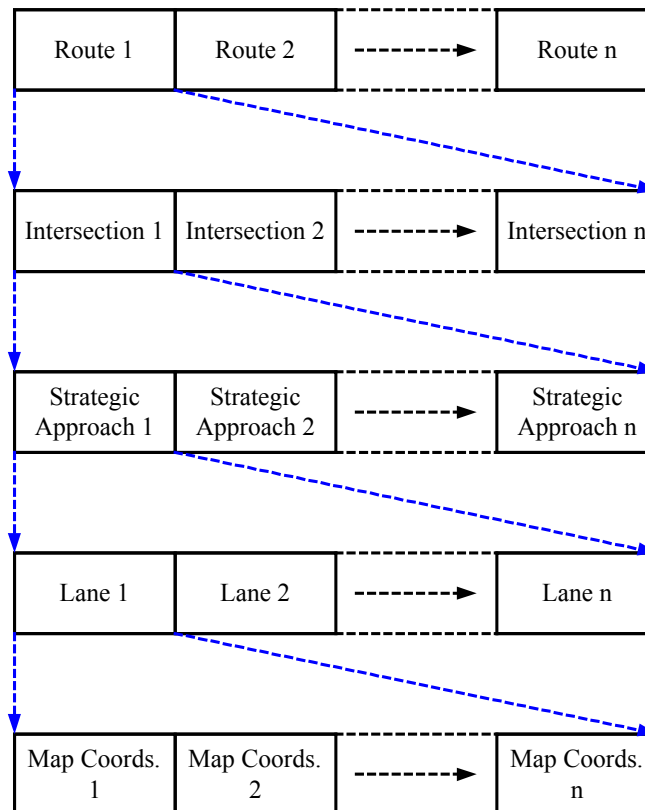 Route 1
Route 2
Route n
Intersection 1
Intersection 2
Intersection n
Strategic
Approach 1
Strategic
Approach 2
Strategic
Approach n
Lane 1
Lane 2
Lane n
Map Coords.
1
Map Coords.
2
Map Coords.
n